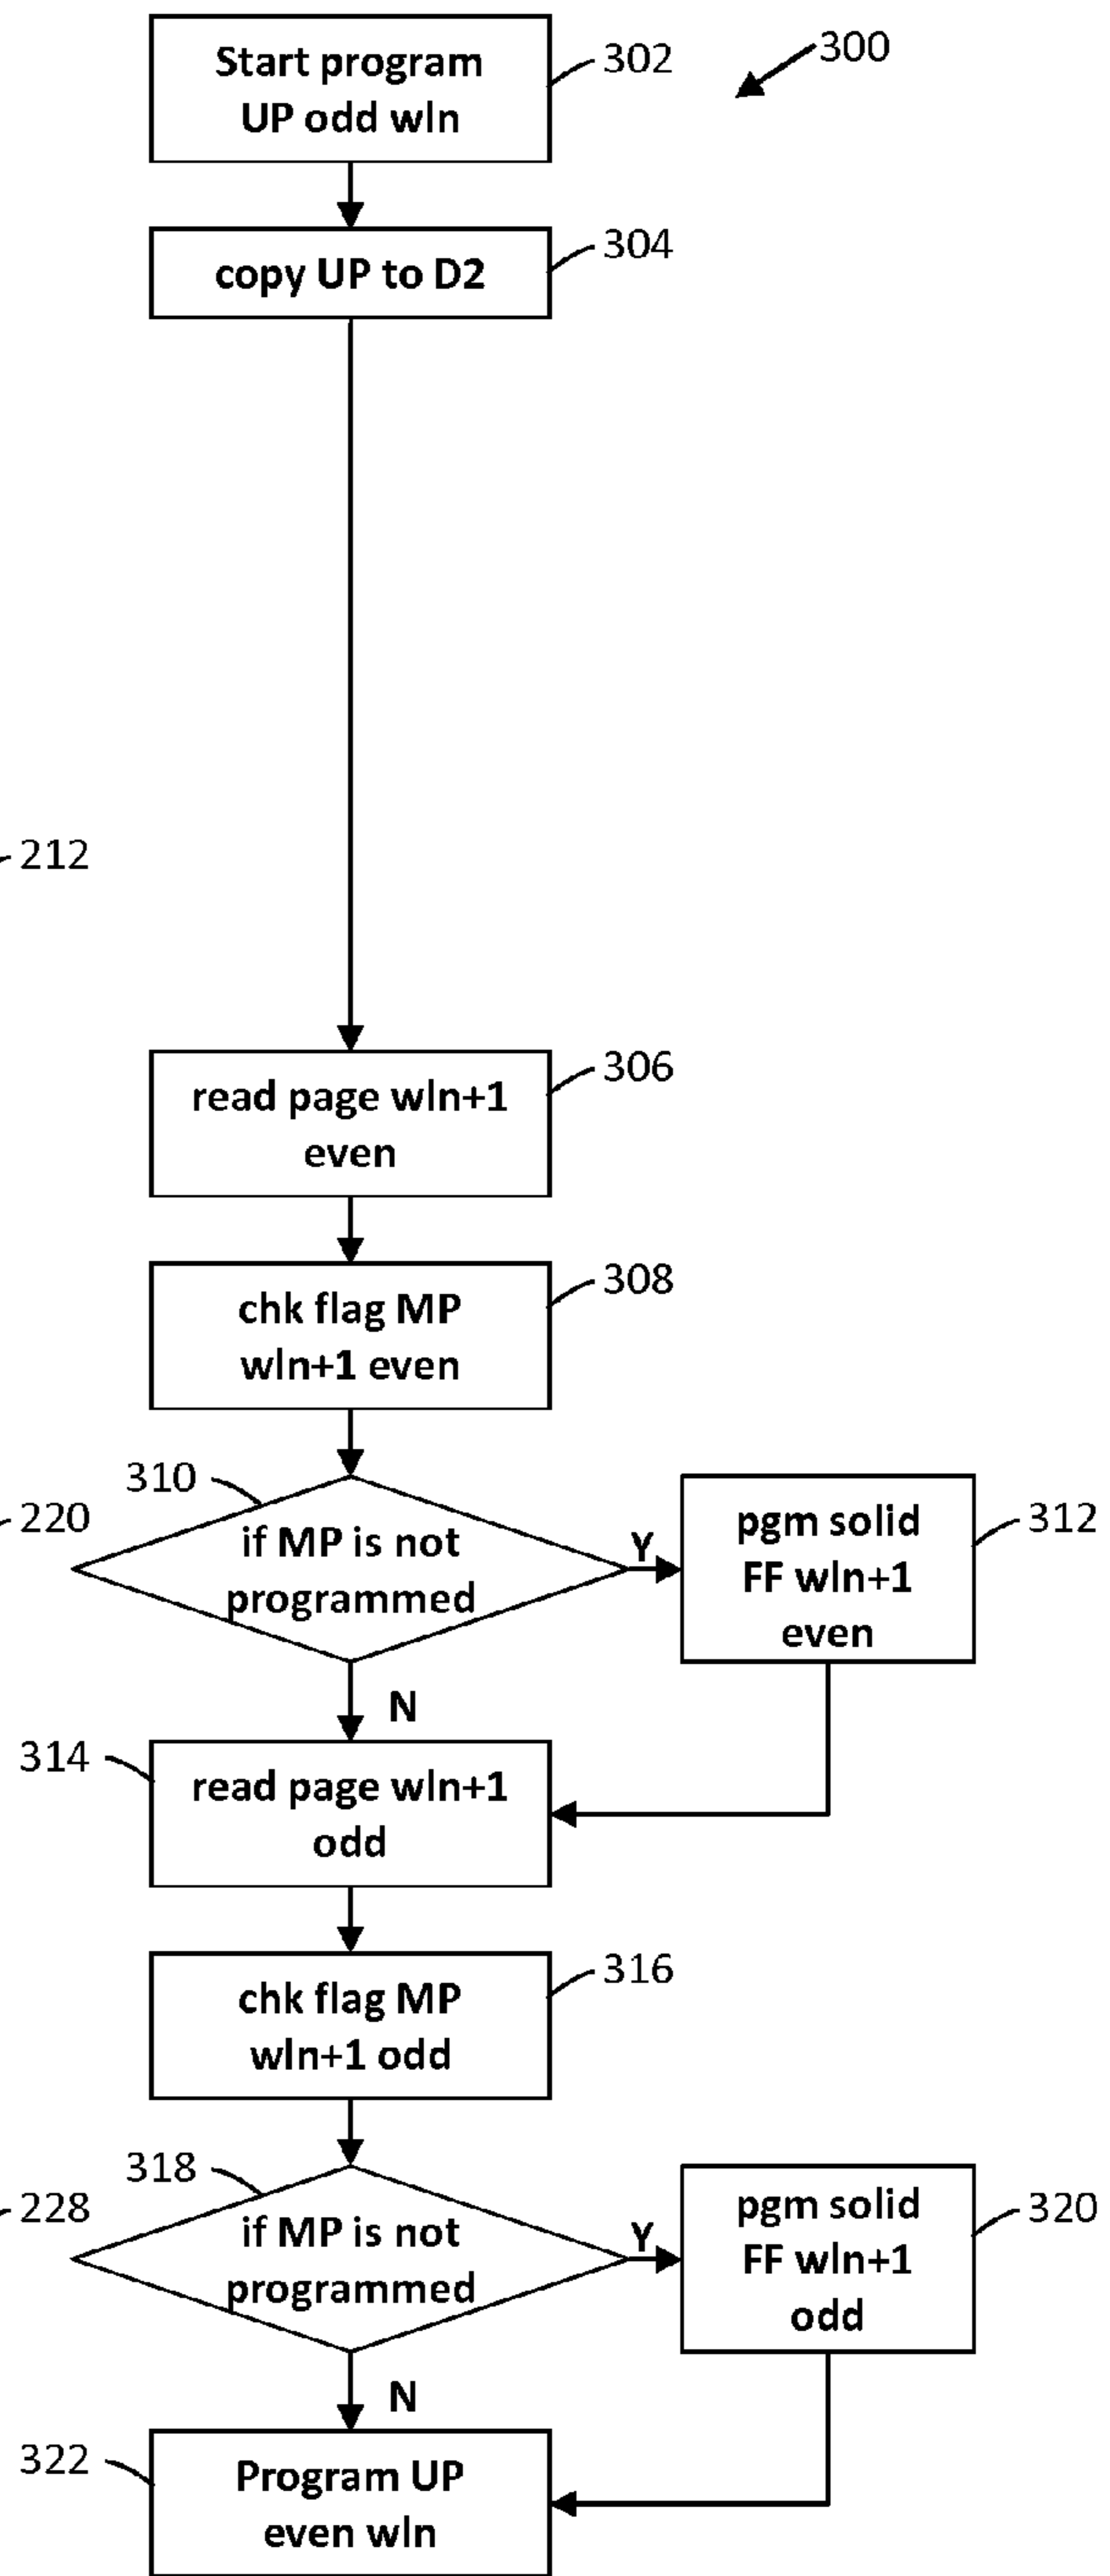 Start program
UP odd wln
302
300
copy UP to D2
304
212
read page wln+1
even
306
chk flag MP
wln+1 even
308
310
220
if MP is not
programmed
Y
pgm solid
FF wln+1
even
312
N
314
read page wln+1
odd
chk flag MP
wln+1 odd
316
318
228
if MP is not
programmed
Y
pgm solid
FF wln+1
odd
320
N
322
Program UP
even wln